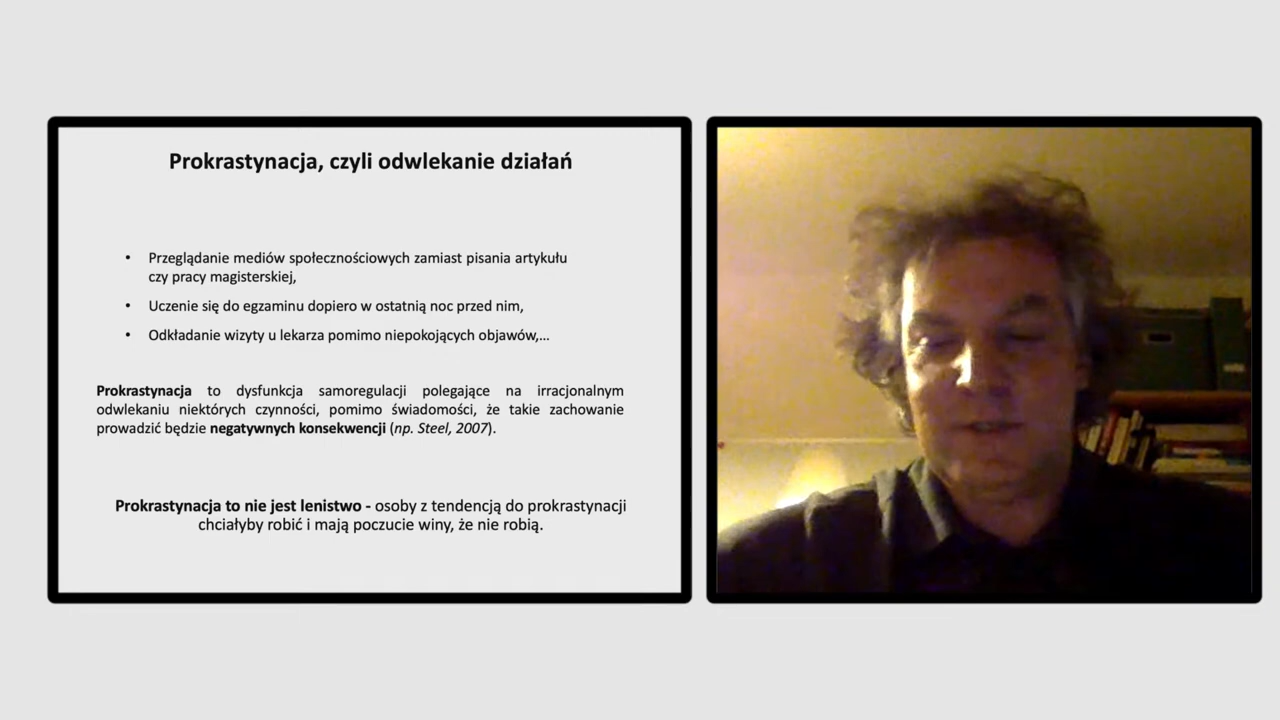 Prokrastynacja, czyli odwlekanie działań
• Przeglądanie mediów społecznościowych zamiast pisania artykułu
czy pracy magisterskiej,
• Uczenie się do egzaminu dopiero w ostatnią noc przed nim,
• Odkładanie wizyty u lekarza pomimo niepokojących objawów,...
Prokrastynacja to dysfunkcja samoregulacji polegające na irracjonalnym
odwlekaniu niektórych czynności, pomimo świadomości, że takie zachowanie
prowadzić będzie negatywnych konsekwencji (np. Steel, 2007).
Prokrastynacja to nie jest lenistwo - osoby z tendencją do prokrastynacji
chciałyby robić i mają poczucie winy, że nie robią.